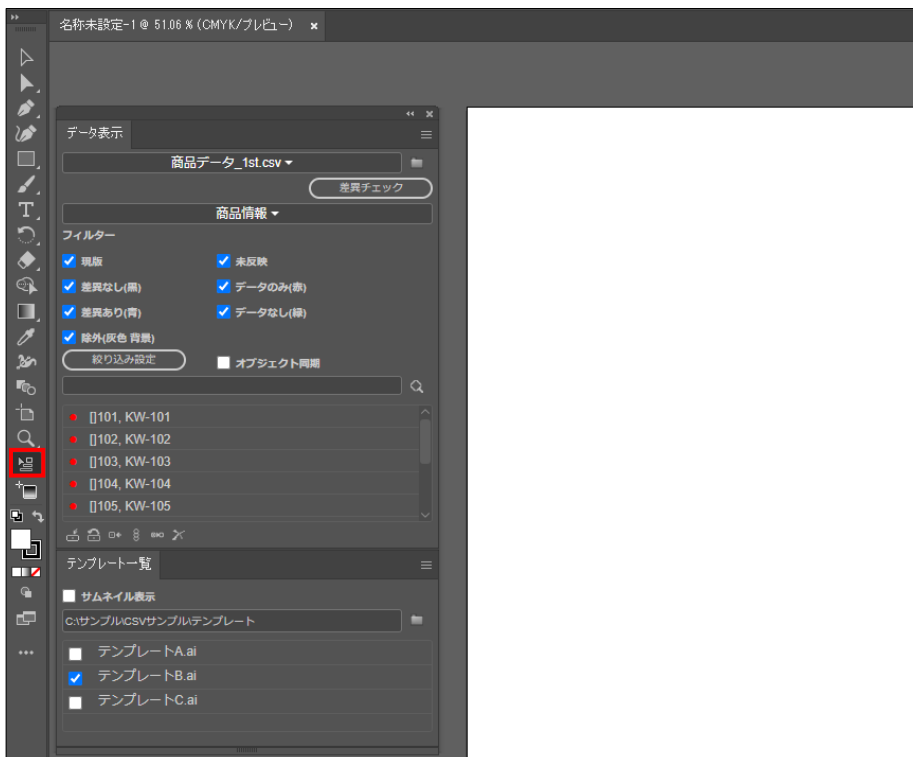 名称未設定-1 @ 51.06 % (CMYK/プレビュー) ×
データ表示
商品データ_1st.csv
差異チェック
商品情報
フィルター
現版 未反映
差異なし(黒) データのみ(赤)
差異あり(青) データなし(緑)
除外(灰色 背景)
絞り込み設定 オブジェクト同期
[]101, KW-101
[]102, KW-102
[]103, KW-103
[]104, KW-104
[]105, KW-105
テンプレート一覧
サムネイル表示
C:\サンプル\CSVサンプル\テンプレート
テンプレートA.ai
テンプレートB.ai
テンプレートC.ai